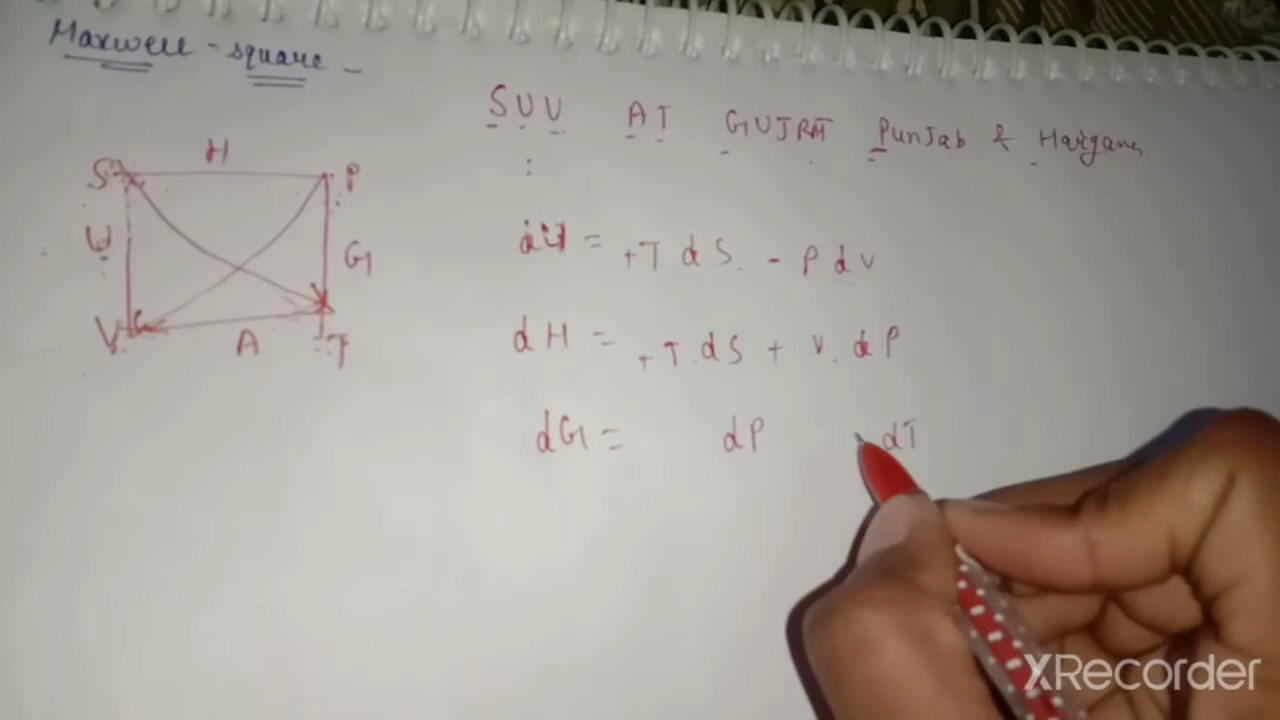 Maxwell - square -
SUV AT GUJRAT Punjab & Haryana
H
S P
U G
V A T
dU = +T dS - P dV
dH = +T.dS + V.dP
dG = dP dT
XRecorder